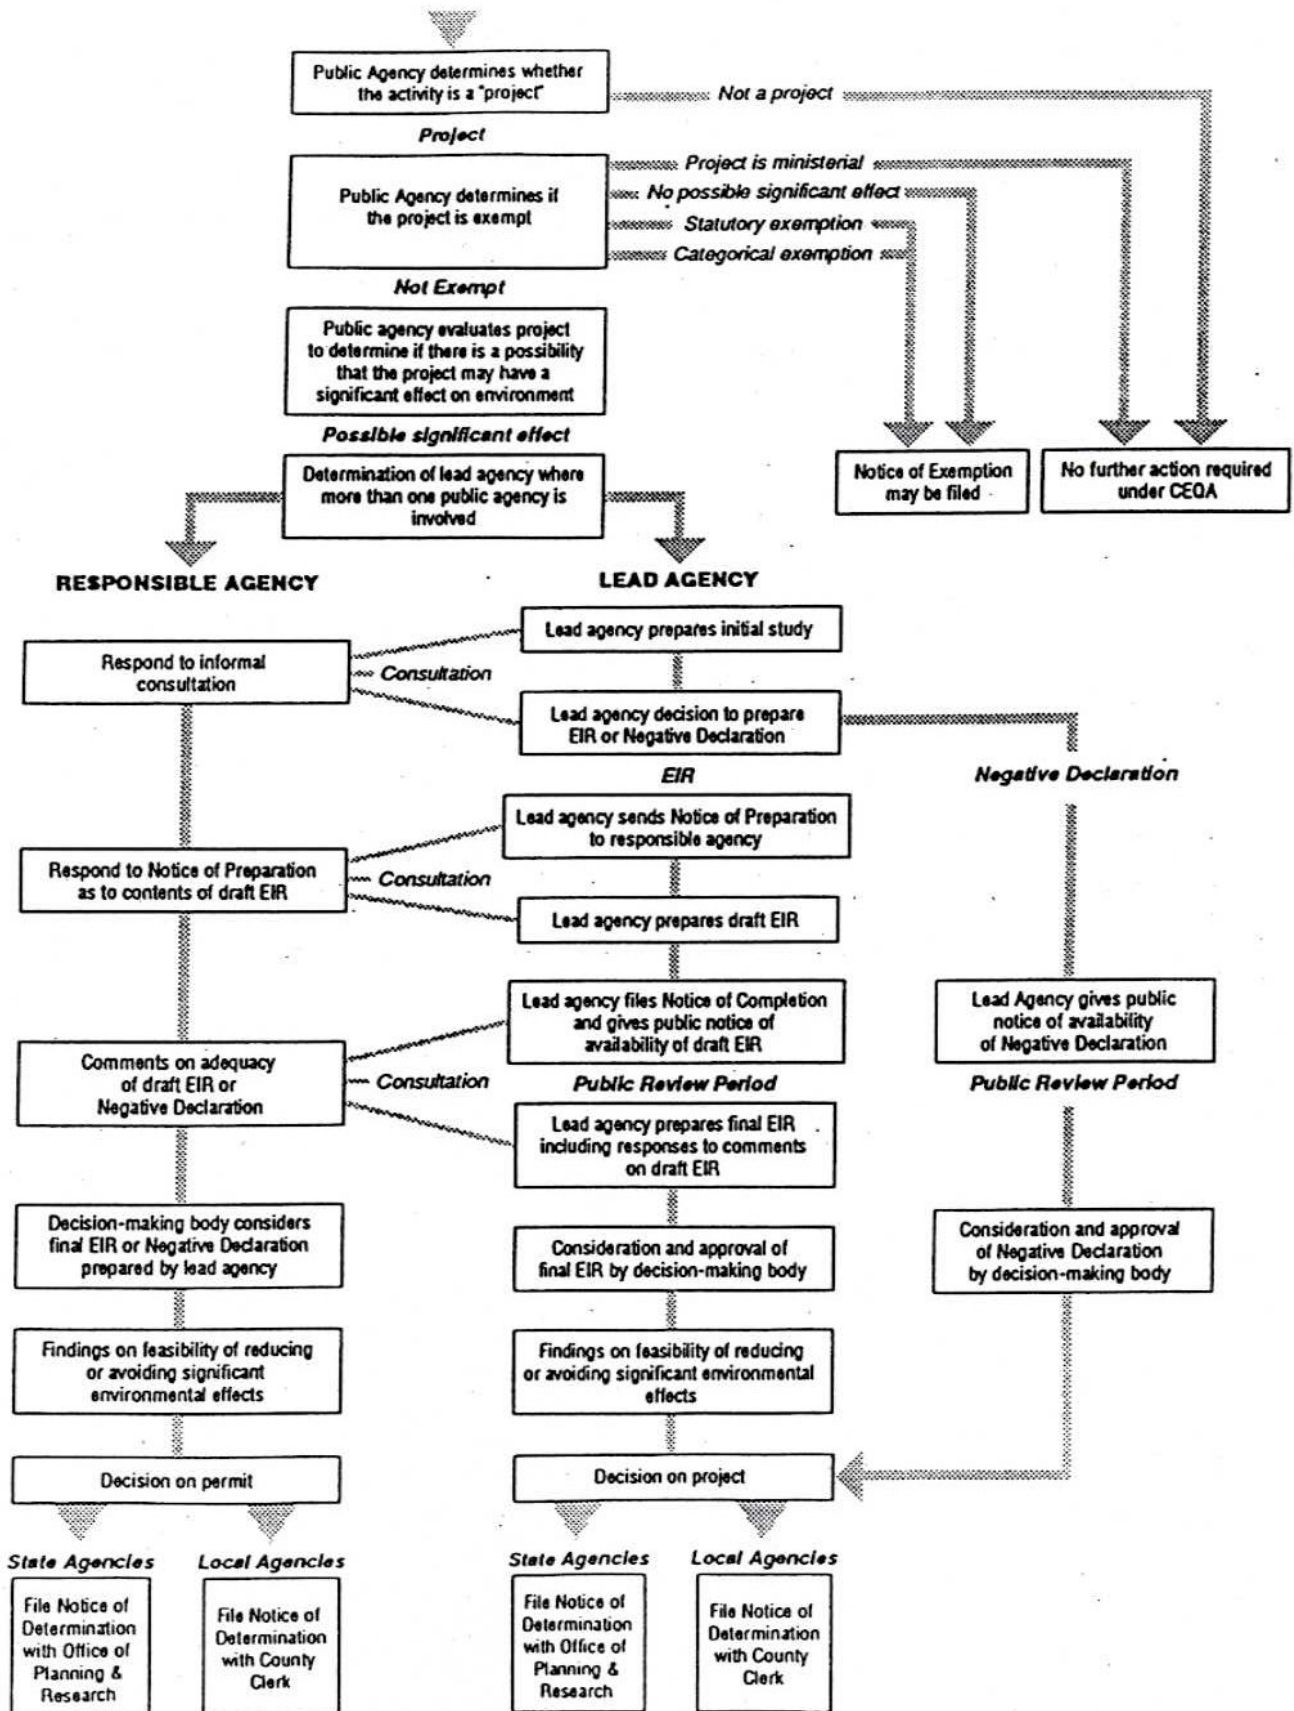 Public Agency determines whether
the activity is a "project"
Not a project
Project
Public Agency determines if
the project is exempt
Project is ministerial
No possible significant effect
Statutory exemption
Categorical exemption
Not Exempt
Public agency evaluates project
to determine if there is a possibility
that the project may have a
significant effect on environment
Possible significant effect
Notice of Exemption
may be filed
No further action required
under CEQA
Determination of lead agency where
more than one public agency is
involved
RESPONSIBLE AGENCY
LEAD AGENCY
Lead agency prepares initial study
Respond to informal
consultation
Consultation
Lead agency decision to prepare
EIR or Negative Declaration
EIR
Negative Declaration
Lead agency sends Notice of Preparation
to responsible agency
Respond to Notice of Preparation
as to contents of draft EIR
Consultation
Lead agency prepares draft EIR
Lead agency files Notice of Completion
and gives public notice of
availability of draft EIR
Lead Agency gives public
notice of availability
of Negative Declaration
Comments on adequacy
of draft EIR or
Negative Declaration
Consultation
Public Review Period
Public Review Period
Lead agency prepares final EIR
including responses to comments
on draft EIR
Decision-making body considers
final EIR or Negative Declaration
prepared by lead agency
Consideration and approval of
final EIR by decision-making body
Consideration and approval
of Negative Declaration
by decision-making body
Findings on feasibility of reducing
or avoiding significant
environmental effects
Findings on feasibility of reducing
or avoiding significant environmental
effects
Decision on permit
Decision on project
State Agencies
Local Agencies
State Agencies
Local Agencies
File Notice of
Determination
with Office of
Planning &
Research
File Notice of
Determination
with County
Clerk
File Notice of
Determination
with Office of
Planning &
Research
File Notice of
Determination
with County
Clerk